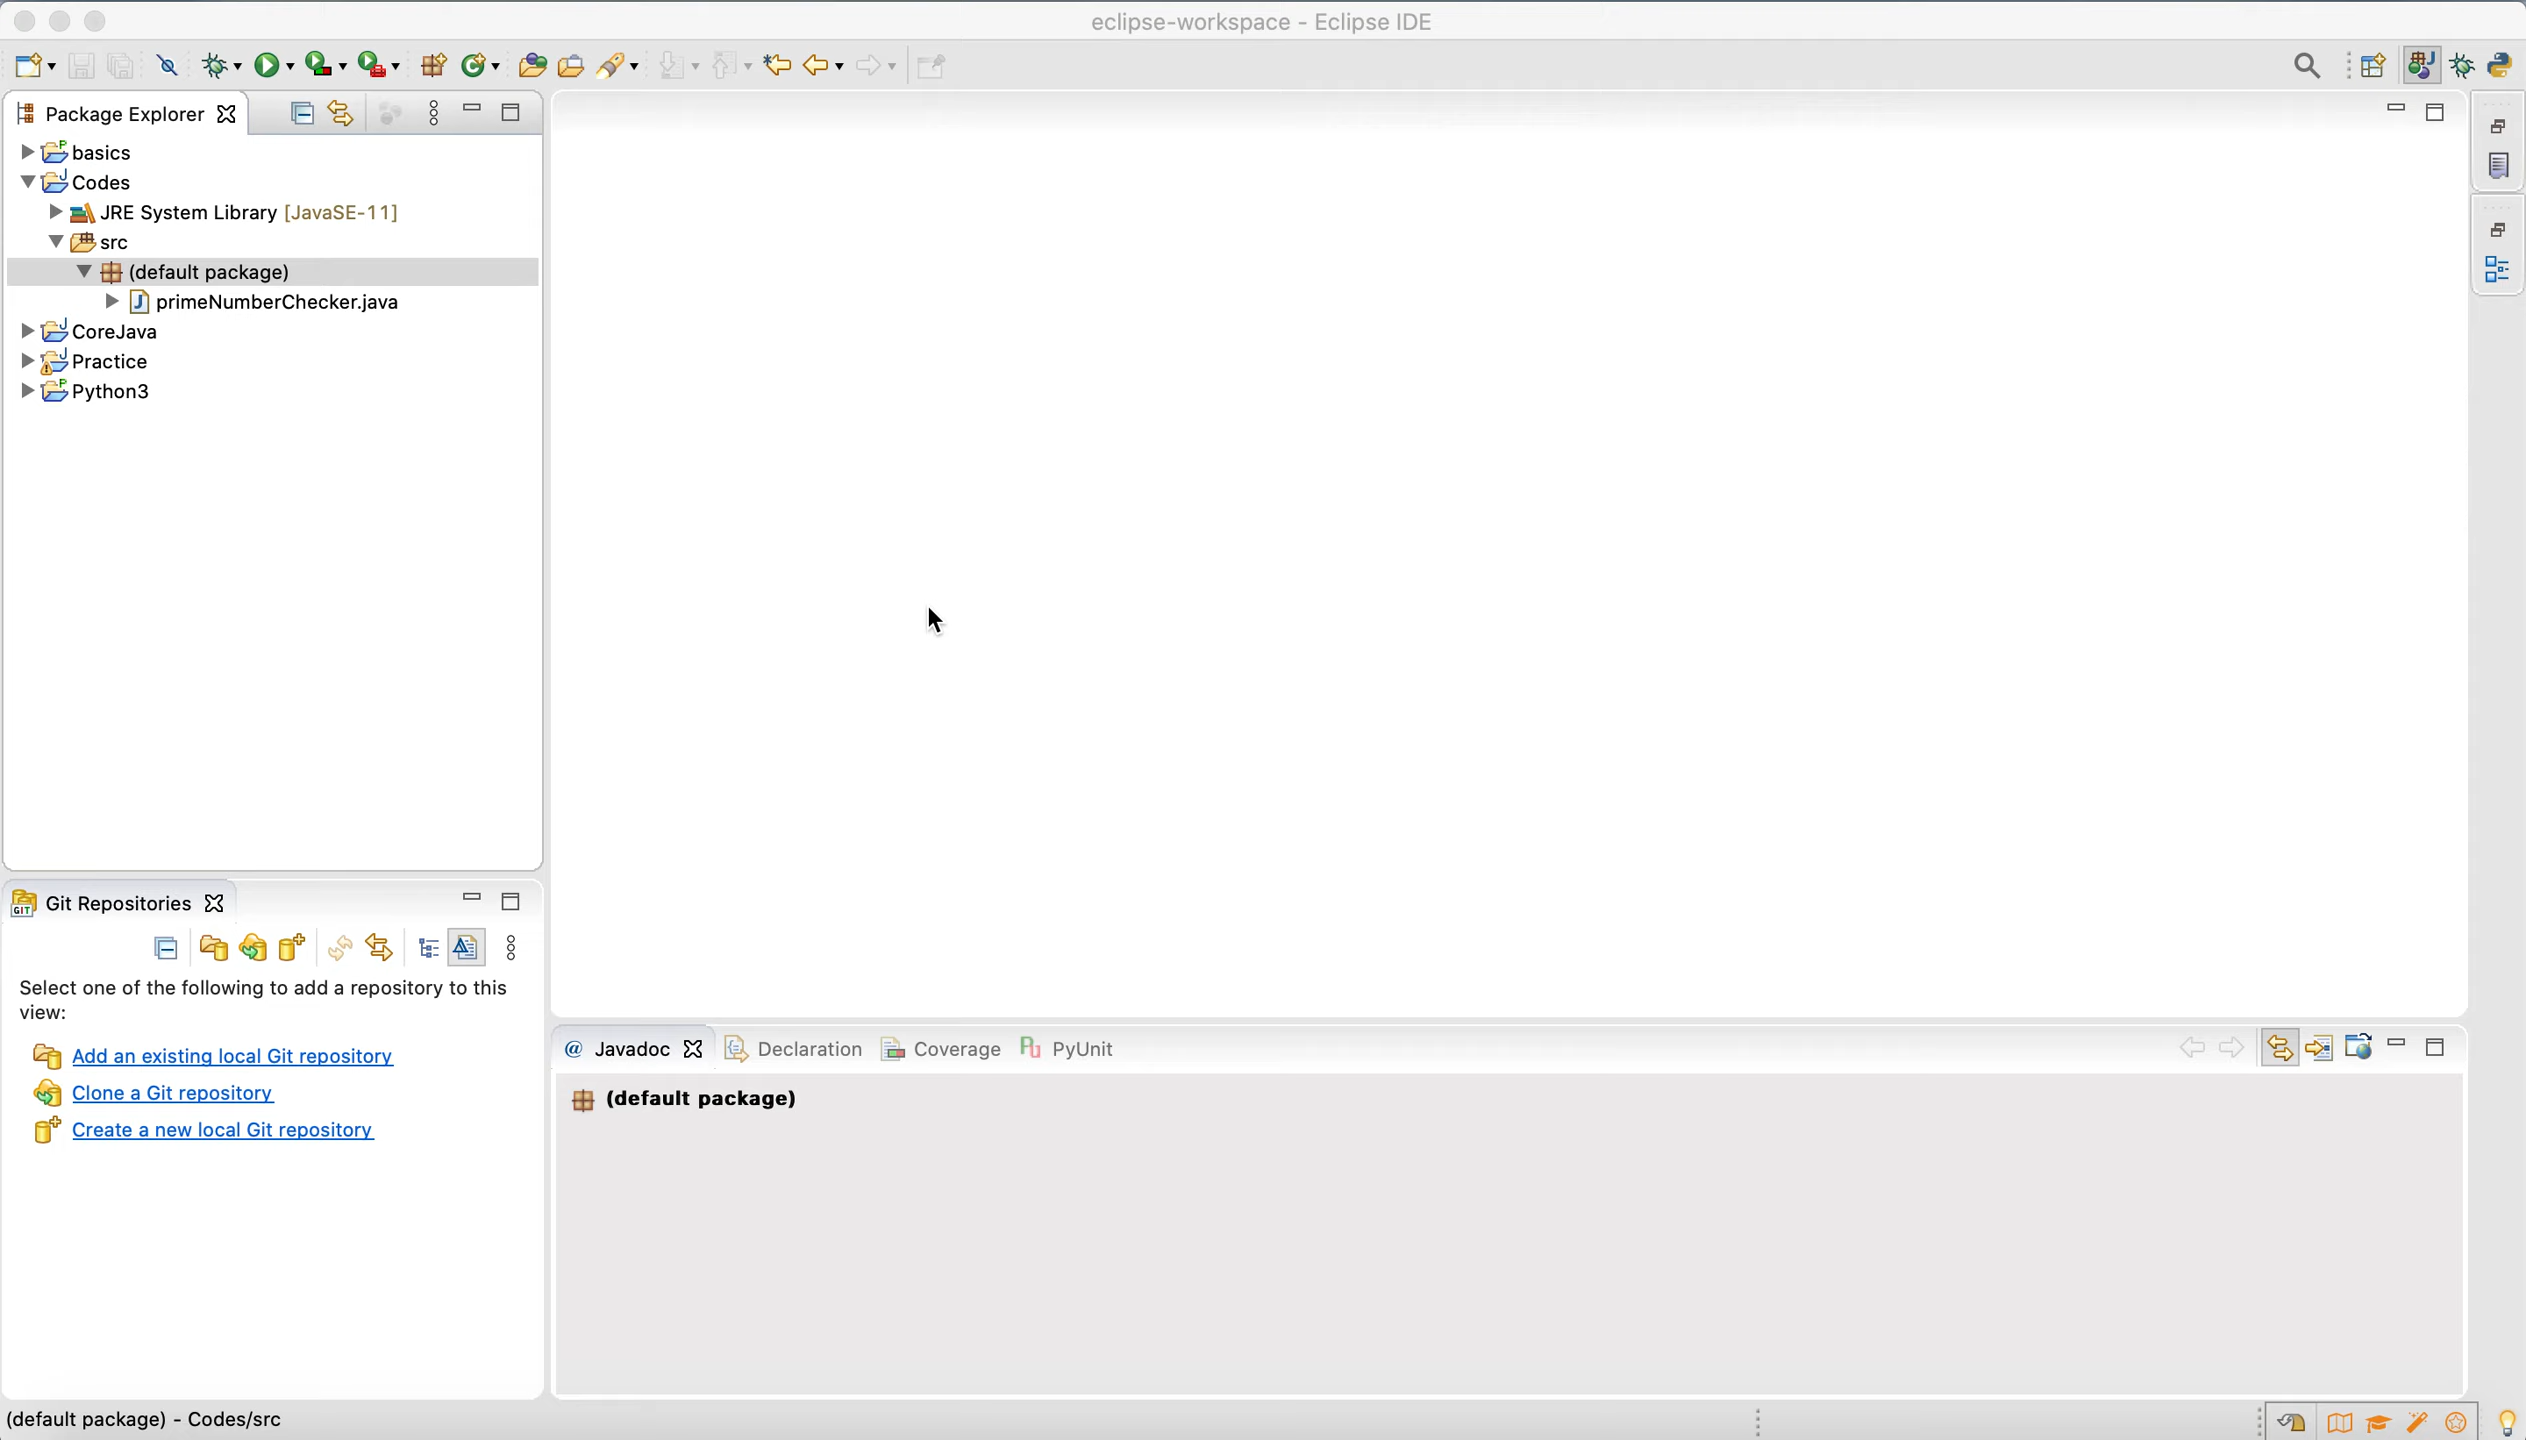 eclipse-workspace - Eclipse IDE
Package Explorer
basics
Codes
JRE System Library [JavaSE-11]
src
(default package)
primeNumberChecker.java
CoreJava
Practice
Python3
Git Repositories
Select one of the following to add a repository to this
view:
Add an existing local Git repository
Clone a Git repository
Create a new local Git repository
@ Javadoc
Declaration
Coverage
PyUnit
(default package)
(default package) - Codes/src